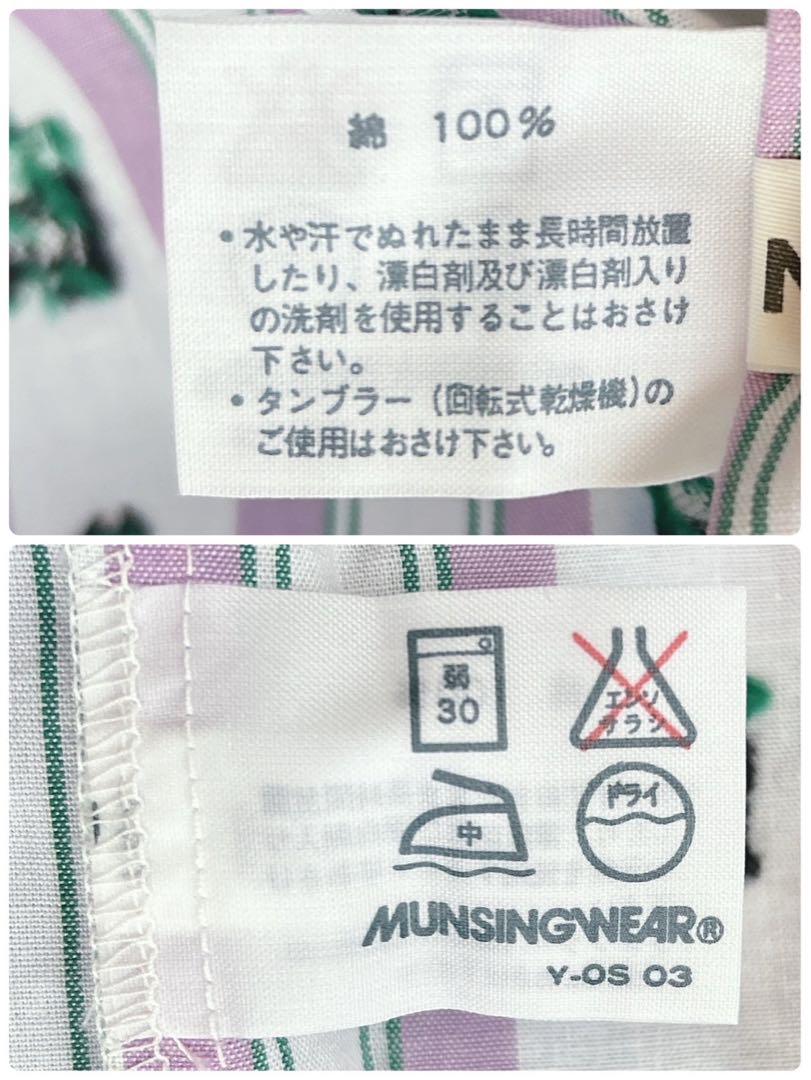 綿 100%
・水や汗でぬれたまま長時間放置
したり、漂白剤及び漂白剤入り
の洗剤を使用することはおさけ
下さい。
・タンブラー(回転式乾燥機)の
ご使用はおさけ下さい。
弱
30
エンソ
サラシ
中
ドライ
MUNSINGWEAR®
Y-OS 03